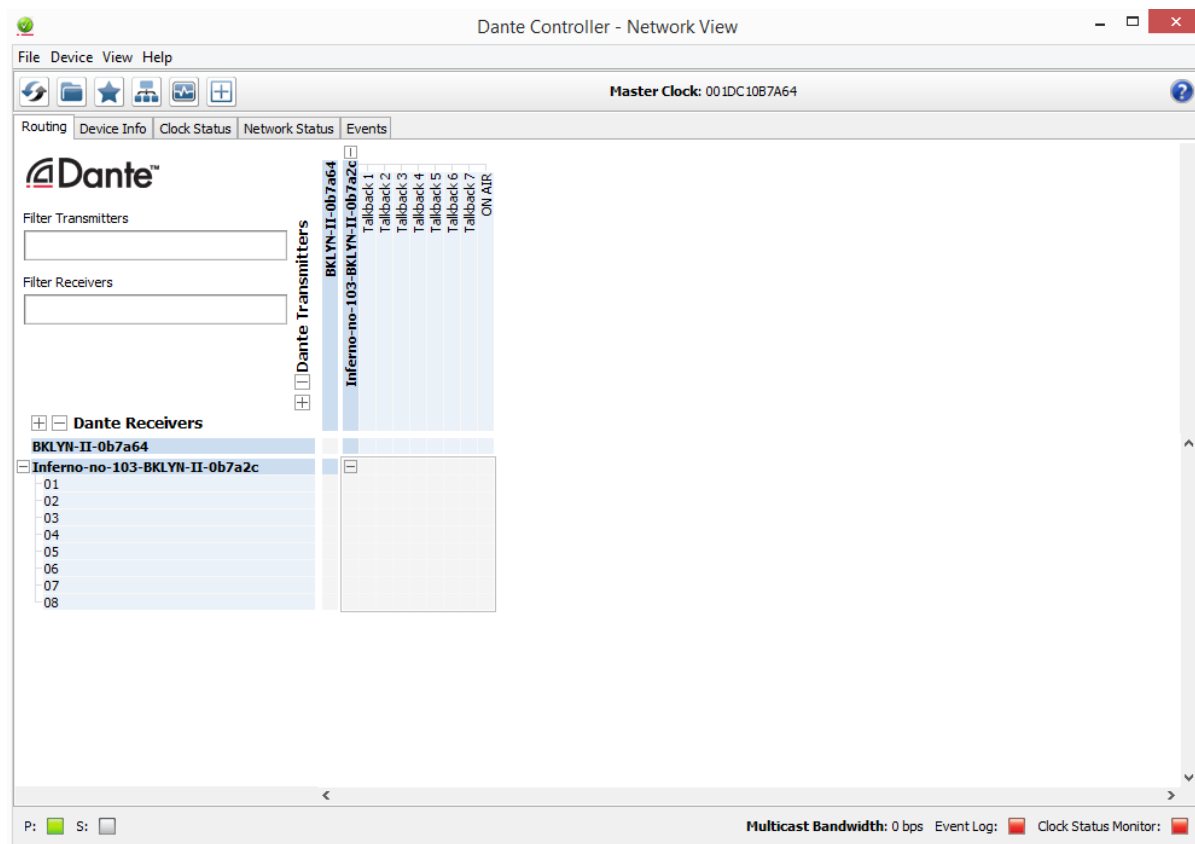 Dante Controller - Network View
File Device View Help
Master Clock: 001DC10B7A64
Routing Device Info Clock Status Network Status Events
Dante™
Filter Transmitters
Filter Receivers
Dante Transmitters
BKLYN-II-0b7a64
Inferno-no-103-BKLYN-II-0b7a2c
Talkback 1
Talkback 2
Talkback 3
Talkback 4
Talkback 5
Talkback 6
Talkback 7
ON AIR
Dante Receivers
BKLYN-II-0b7a64
Inferno-no-103-BKLYN-II-0b7a2c
01
02
03
04
05
06
07
08
P: S: Multicast Bandwidth: 0 bps Event Log: Clock Status Monitor: